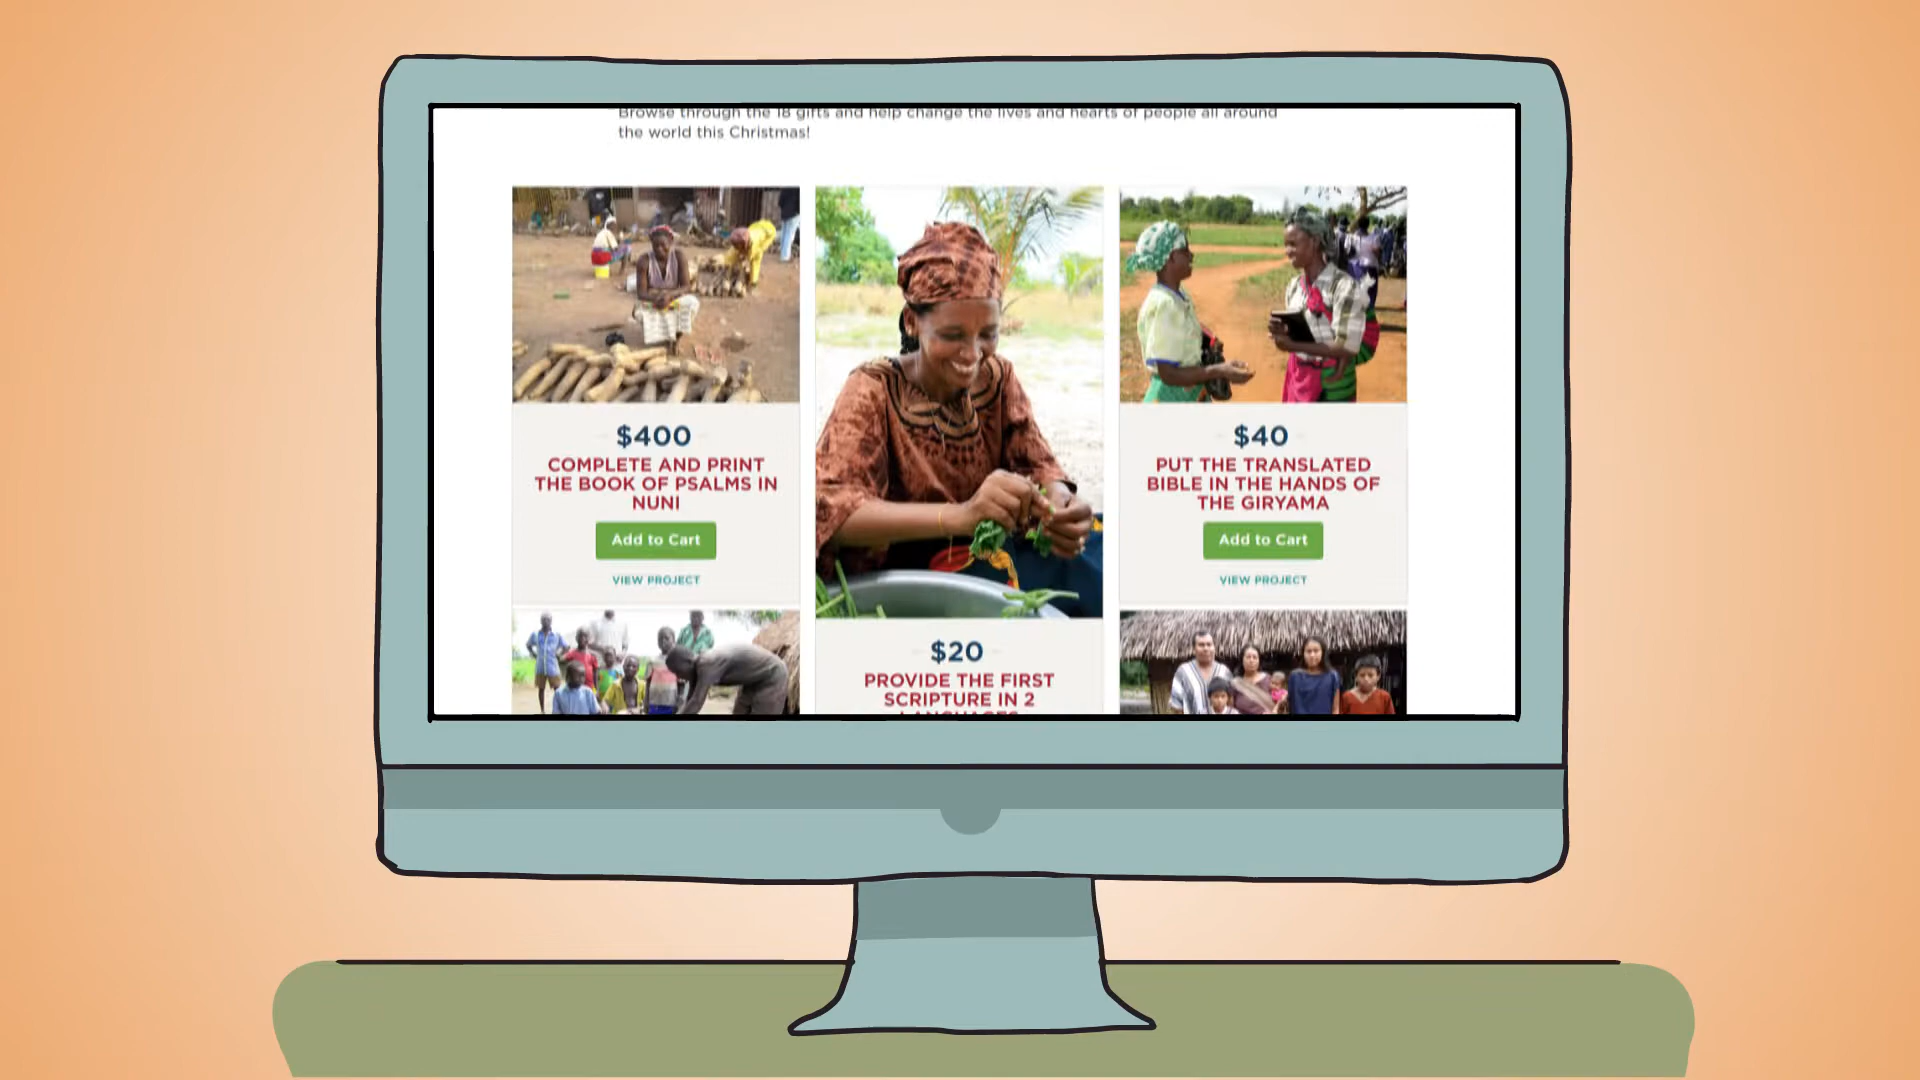 Browse through the 18 gifts and help change the lives and hearts of people all around
the world this Christmas!
$400
COMPLETE AND PRINT
THE BOOK OF PSALMS IN
NUNI
Add to Cart
VIEW PROJECT
$20
PROVIDE THE FIRST
SCRIPTURE IN 2
LANGUAGES
$40
PUT THE TRANSLATED
BIBLE IN THE HANDS OF
THE GIRYAMA
Add to Cart
VIEW PROJECT